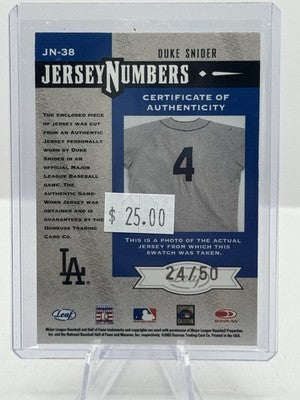 JN-38
DUKE SNIDER
JERSEY NUMBERS
CERTIFICATE OF
AUTHENTICITY
THE ENCLOSED PIECE
OF JERSEY WAS CUT
FROM AN AUTHENTIC
JERSEY PERSONALLY
WORN BY DUKE
SNIDER IN AN OFFICIAL
MAJOR LEAGUE BASEBALL
GAME. THE
AUTHENTIC GAME-
WORN JERSEY WAS
OBTAINED AND IS
GUARANTEED BY THE
DONRUSS TRADING
CARD CO.
4
$ 25.00
THIS IS A PHOTO OF THE ACTUAL
JERSEY FROM WHICH THIS
SWATCH WAS TAKEN.
LA
24/50
Leaf
Leaf
DONRUSS